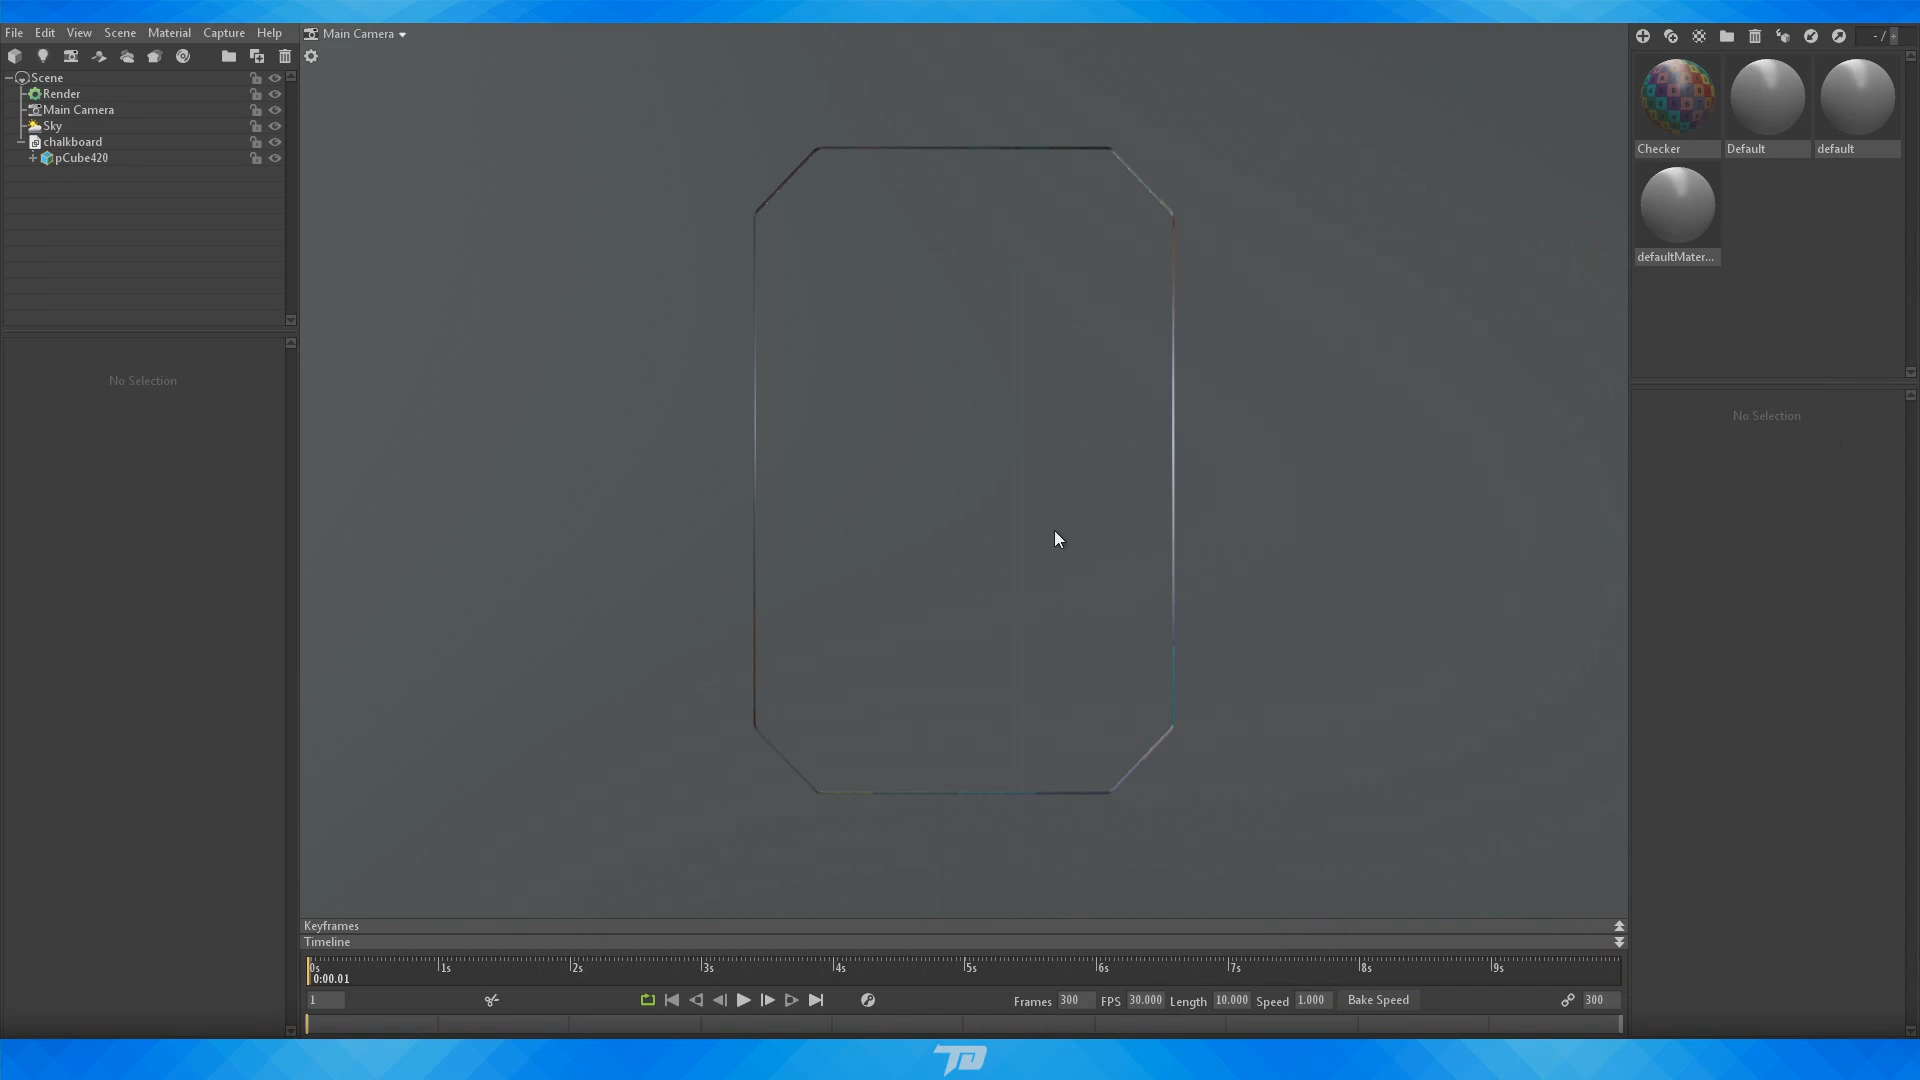 File Edit View Scene Material Capture Help
Main Camera
- / +
Scene
Render
Main Camera
Sky
chalkboard
pCube420
No Selection
Checker
Default
default
defaultMater...
No Selection
Keyframes
Timeline
0s 1s 2s 3s 4s 5s 6s 7s 8s 9s
0:00.01
1
Frames 300 FPS 30.000 Length 10.000 Speed 1.000 Bake Speed 300
TD